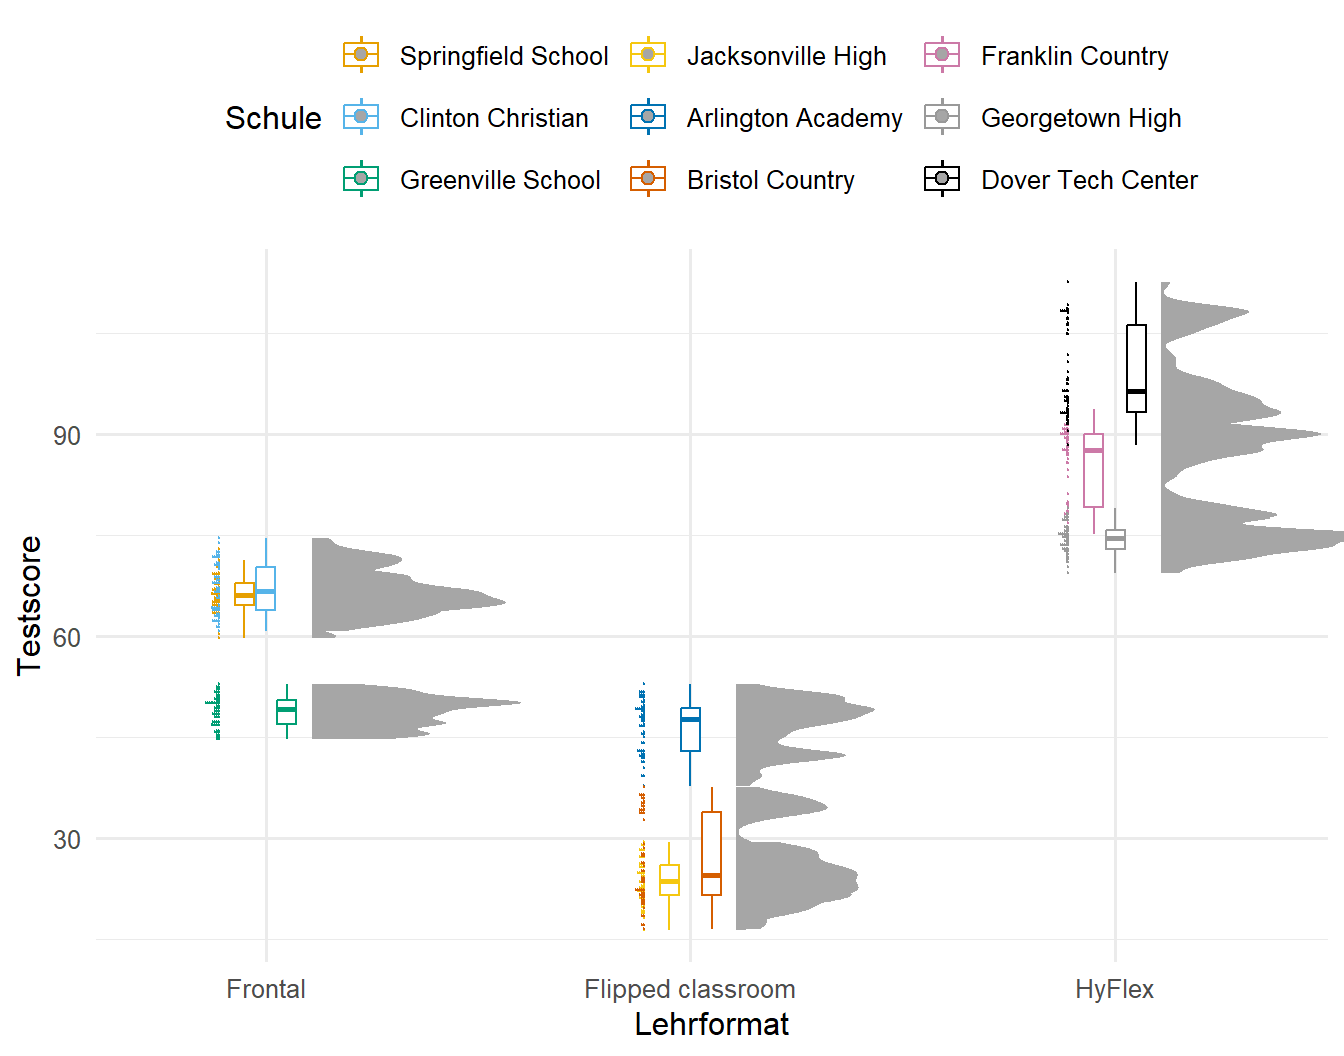 Springfield School Jacksonville High Franklin Country
Schule Clinton Christian Arlington Academy Georgetown High
Greenville School Bristol Country Dover Tech Center
90
60
30
Testscore
Frontal Flipped classroom HyFlex
Lehrformat